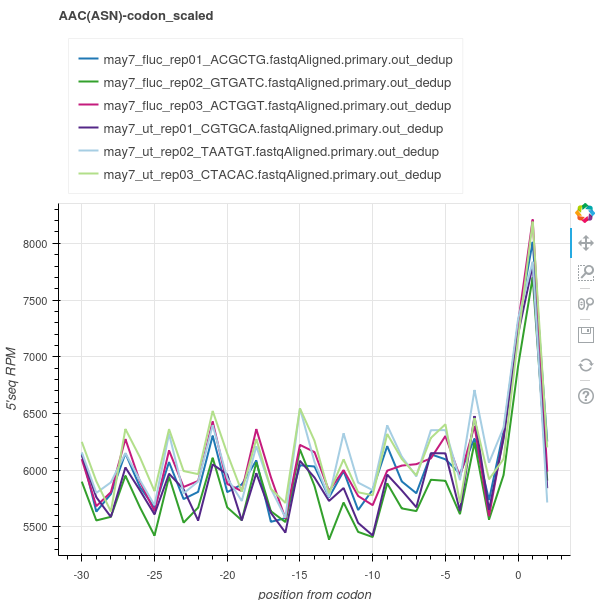 AAC(ASN)-codon_scaled
may7_fluc_rep01_ACGCTG.fastqAligned.primary.out_dedup
may7_fluc_rep02_GTGATC.fastqAligned.primary.out_dedup
may7_fluc_rep03_ACTGGT.fastqAligned.primary.out_dedup
may7_ut_rep01_CGTGCA.fastqAligned.primary.out_dedup
may7_ut_rep02_TAATGT.fastqAligned.primary.out_dedup
may7_ut_rep03_CTACAC.fastqAligned.primary.out_dedup
8000
7500
7000
6500
6000
5500
5'seq RPM
-30 -25 -20 -15 -10 -5 0
position from codon